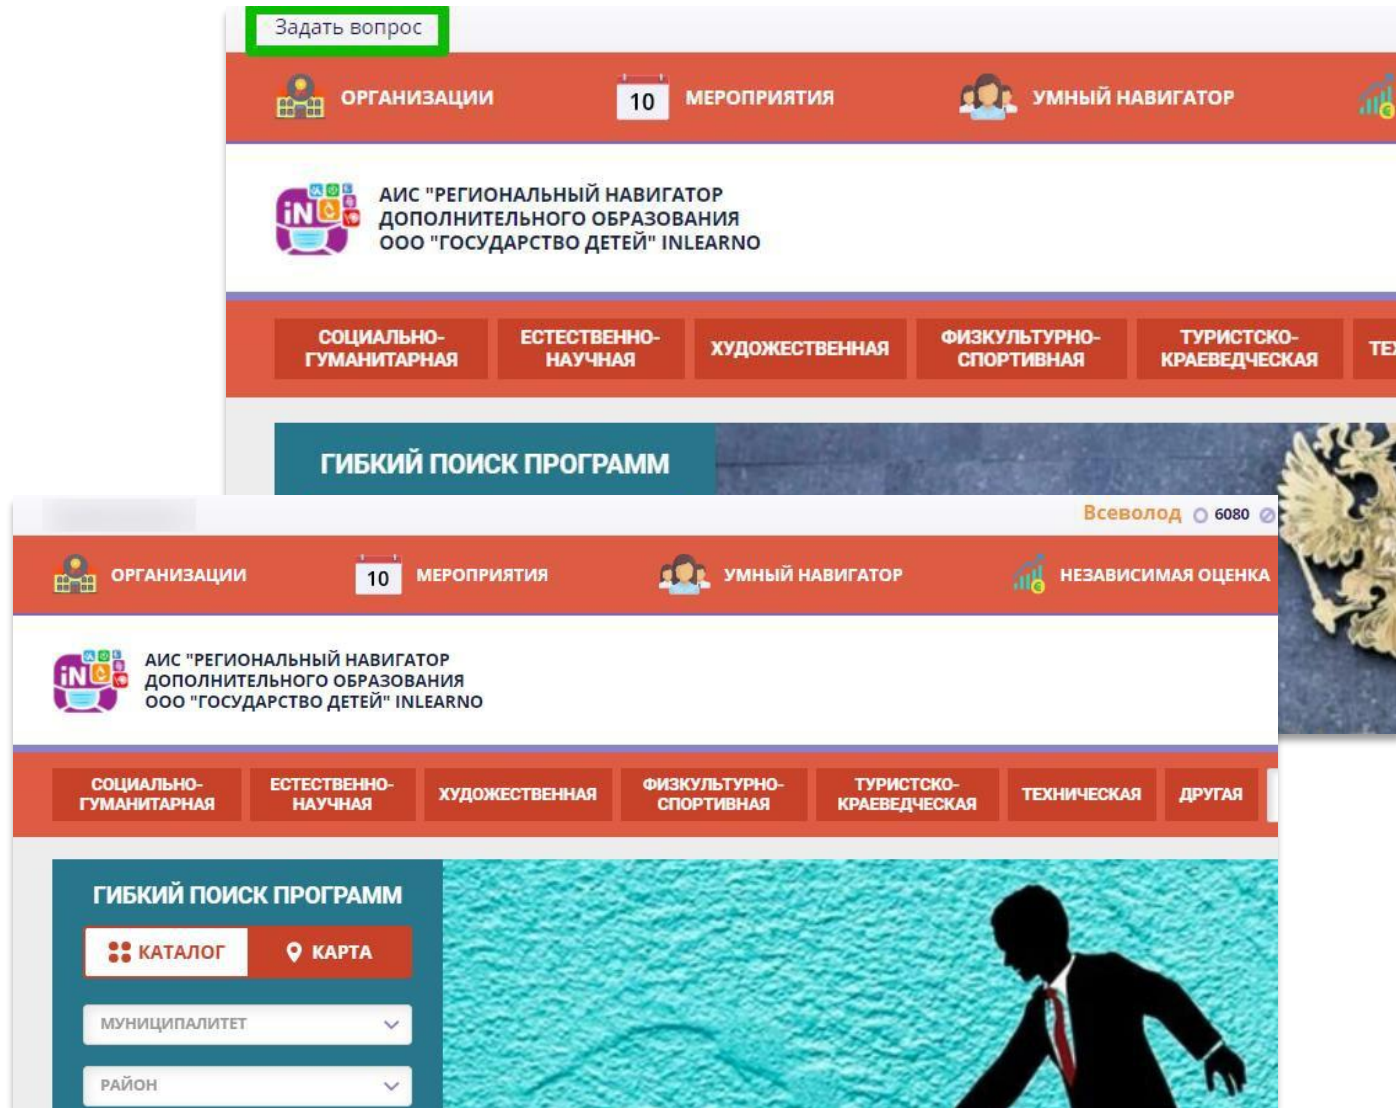 Задать вопрос
ОРГАНИЗАЦИИ
10
МЕРОПРИЯТИЯ
УМНЫЙ НАВИГАТОР
iN
АИС "РЕГИОНАЛЬНЫЙ НАВИГАТОР
ДОПОЛНИТЕЛЬНОГО ОБРАЗОВАНИЯ
ООО "ГОСУДАРСТВО ДЕТЕЙ" INLEARNO
СОЦИАЛЬНО-
ГУМАНИТАРНАЯ
ЕСТЕСТВЕННО-
НАУЧНАЯ
ХУДОЖЕСТВЕННАЯ
ФИЗКУЛЬТУРНО-
СПОРТИВНАЯ
ТУРИСТСКО-
КРАЕВЕДЧЕСКАЯ
ГИБКИЙ ПОИСК ПРОГРАММ
Всеволод 6080
ОРГАНИЗАЦИИ
10
МЕРОПРИЯТИЯ
УМНЫЙ НАВИГАТОР
НЕЗАВИСИМАЯ ОЦЕНКА
iN
АИС "РЕГИОНАЛЬНЫЙ НАВИГАТОР
ДОПОЛНИТЕЛЬНОГО ОБРАЗОВАНИЯ
ООО "ГОСУДАРСТВО ДЕТЕЙ" INLEARNO
СОЦИАЛЬНО-
ГУМАНИТАРНАЯ
ЕСТЕСТВЕННО-
НАУЧНАЯ
ХУДОЖЕСТВЕННАЯ
ФИЗКУЛЬТУРНО-
СПОРТИВНАЯ
ТУРИСТСКО-
КРАЕВЕДЧЕСКАЯ
ТЕХНИЧЕСКАЯ
ДРУГАЯ
ГИБКИЙ ПОИСК ПРОГРАММ
КАТАЛОГ
КАРТА
МУНИЦИПАЛИТЕТ
РАЙОН